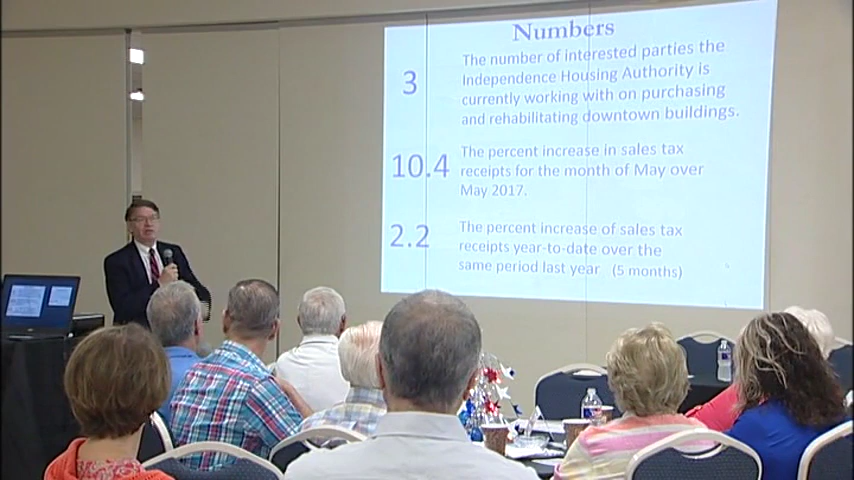 Numbers
3
The number of interested parties the
Independence Housing Authority is
currently working with on purchasing
and rehabilitating downtown buildings.
10.4
The percent increase in sales tax
receipts for the month of May over
May 2017.
2.2
The percent increase of sales tax
receipts year-to-date over the
same period last year (5 months)